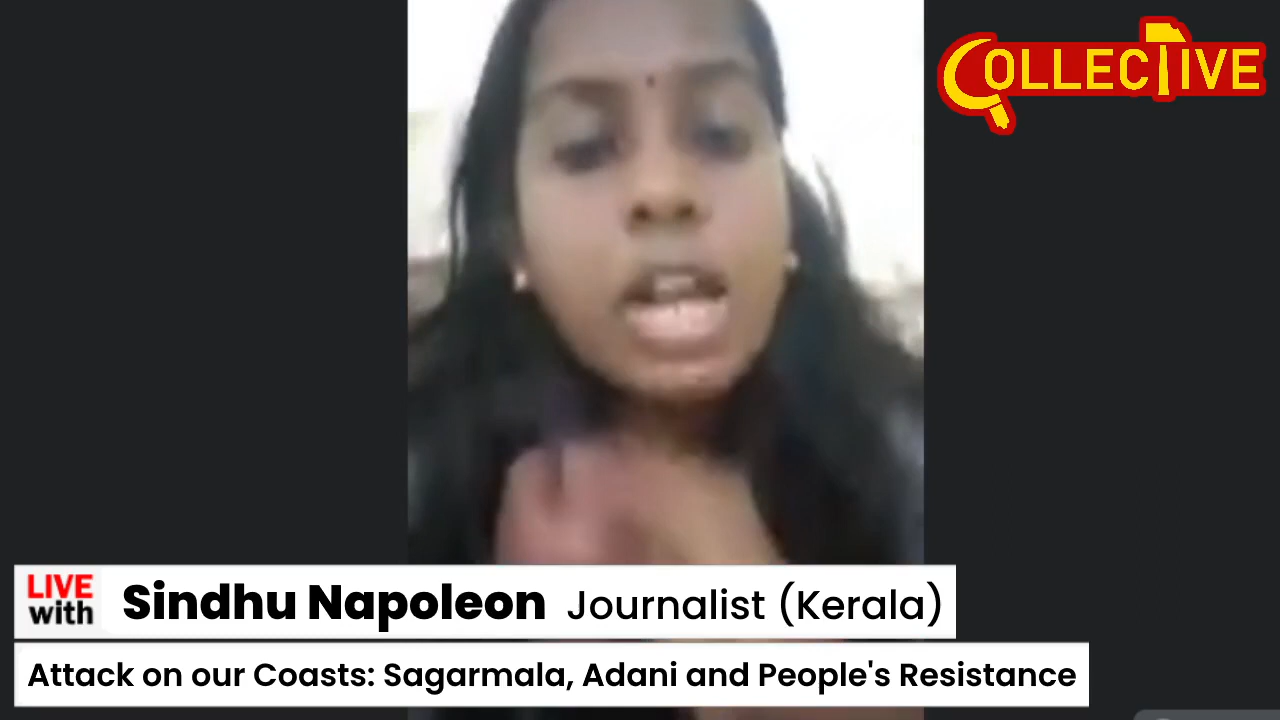 COLLECTIVE
LIVE with
Sindhu Napoleon Journalist (Kerala)
Attack on our Coasts: Sagarmala, Adani and People's Resistance